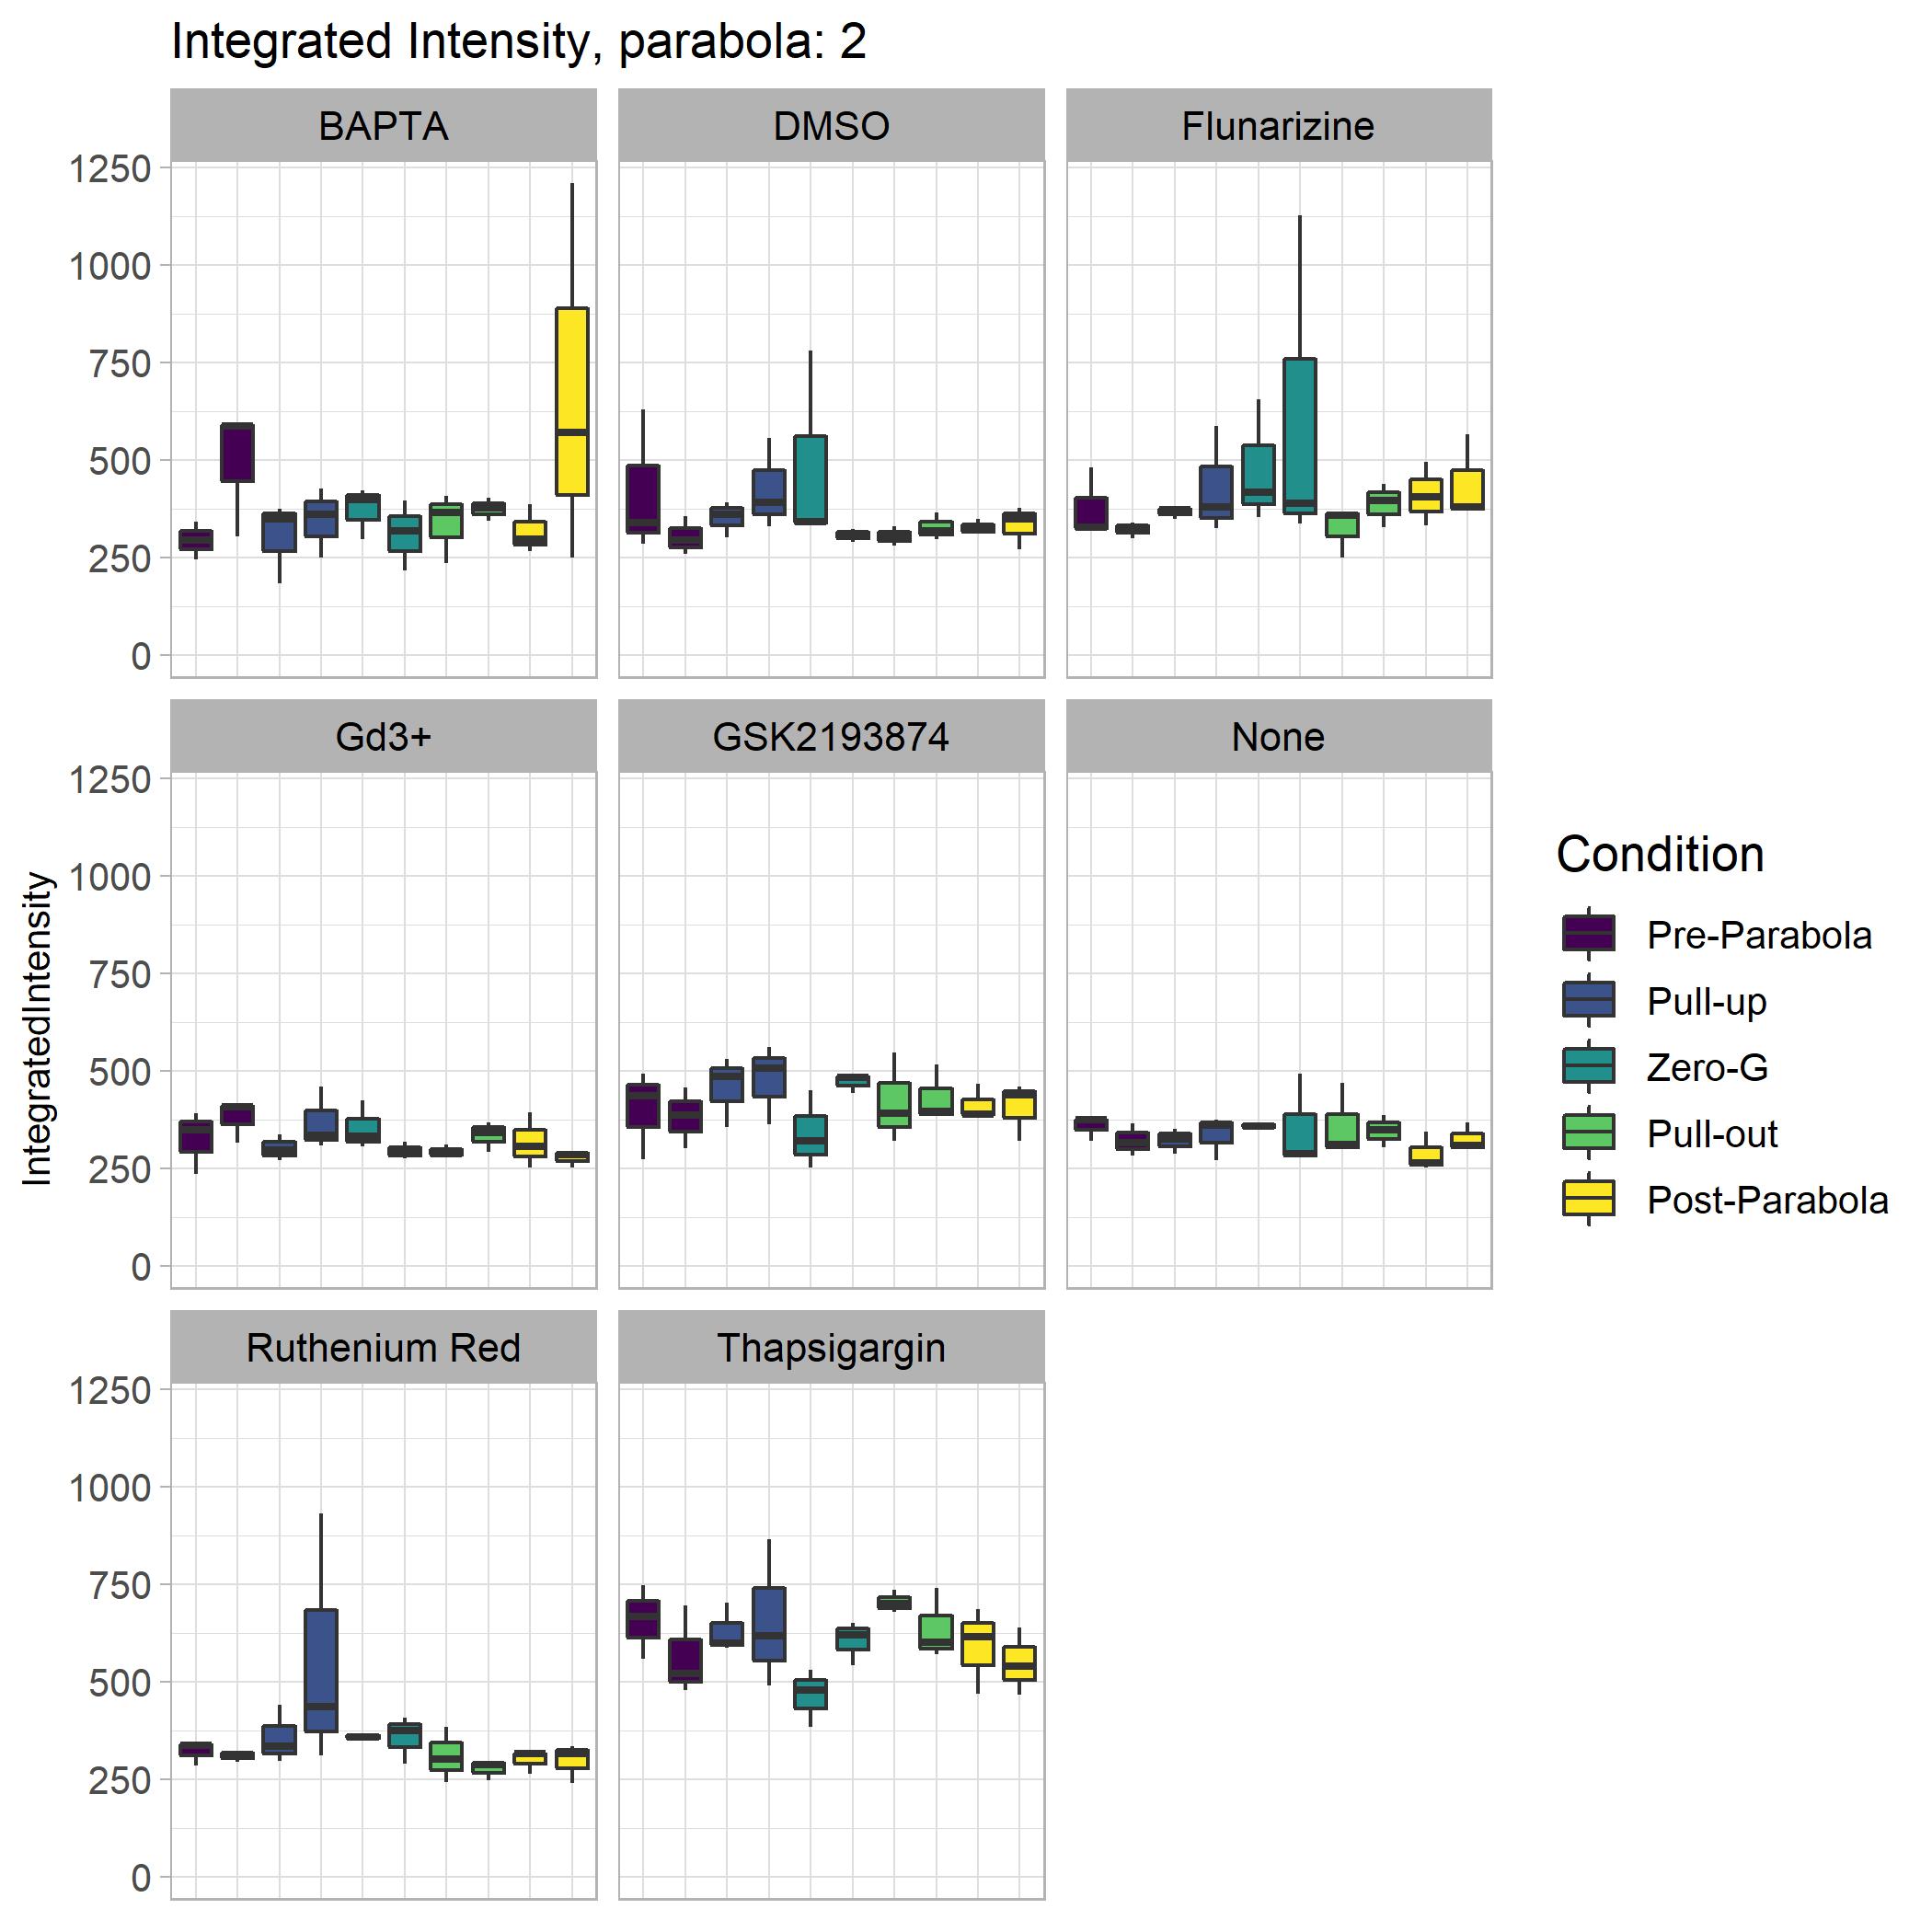 Integrated Intensity, parabola: 2
BAPTA
DMSO
Flunarizine
1250
1000
750
500
250
0
Gd3+
GSK2193874
None
1250
1000
750
500
250
0
IntegratedIntensity
Ruthenium Red
Thapsigargin
1250
1000
750
500
250
0
Condition
Pre-Parabola
Pull-up
Zero-G
Pull-out
Post-Parabola